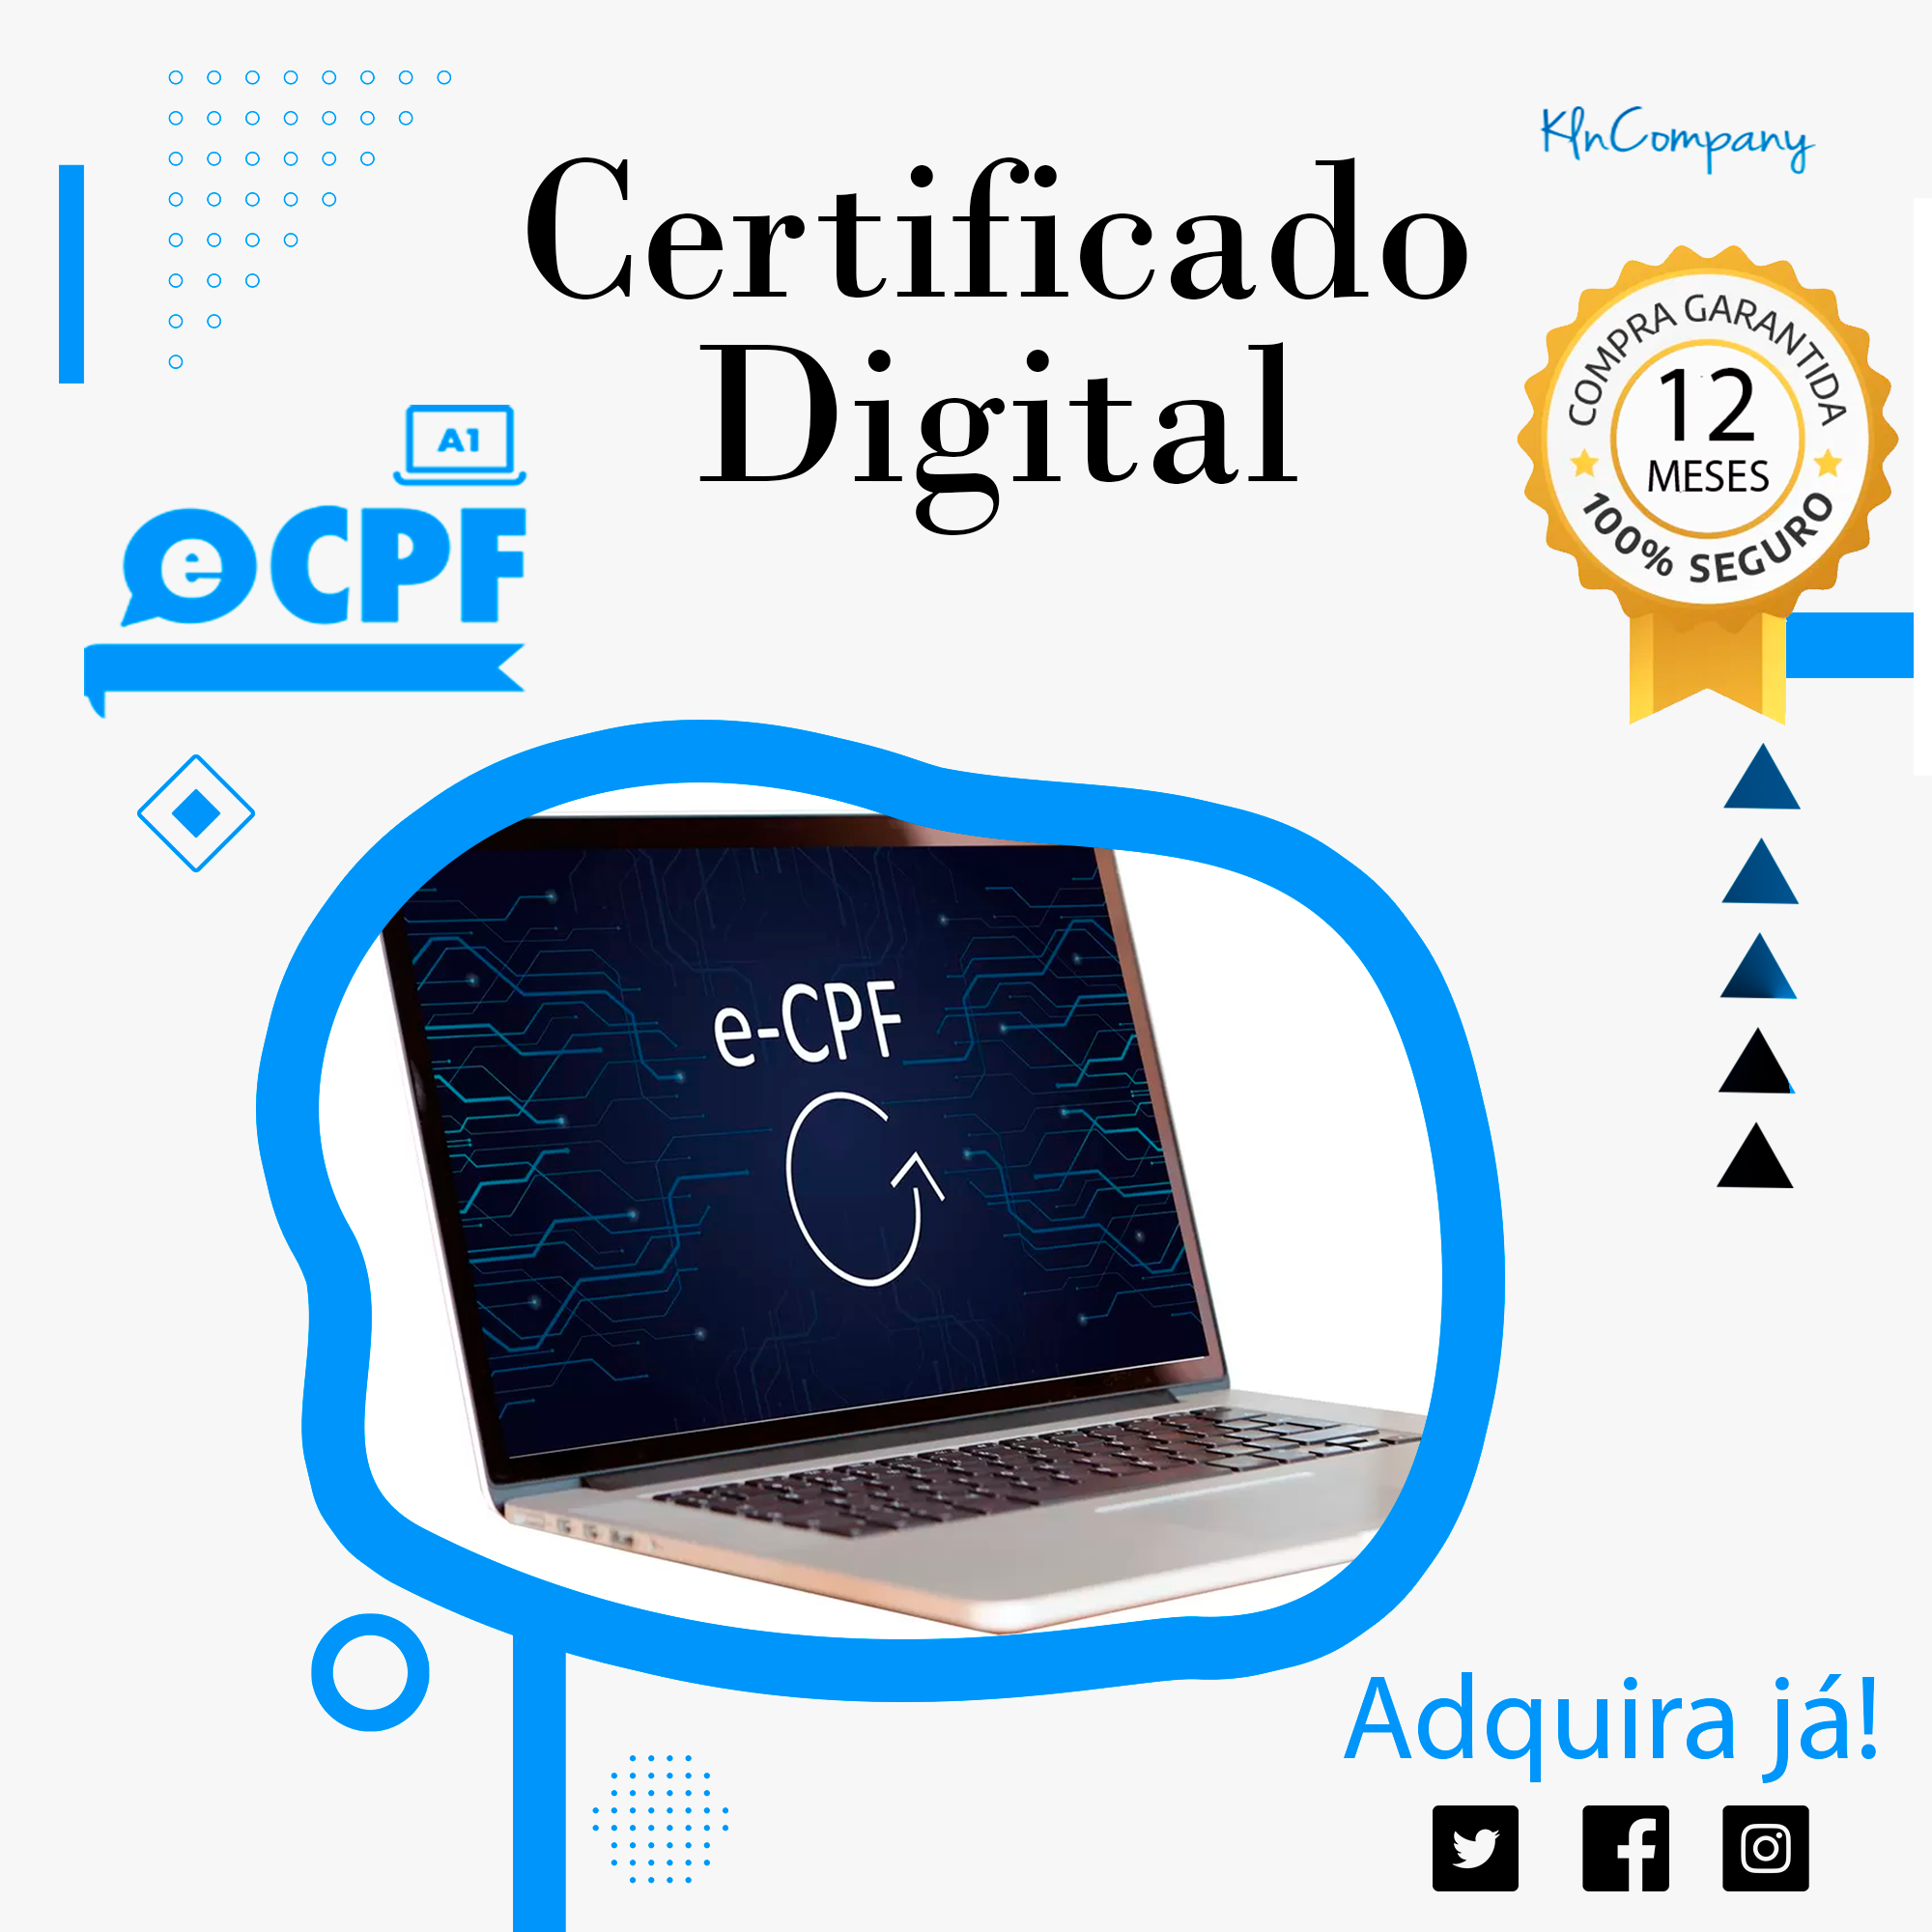 KlnCompany
Certificado
Digital
COMPRA GARANTIDA
12
MESES
100% SEGURO
A1
eCPF
e-CPF
Adquira já!